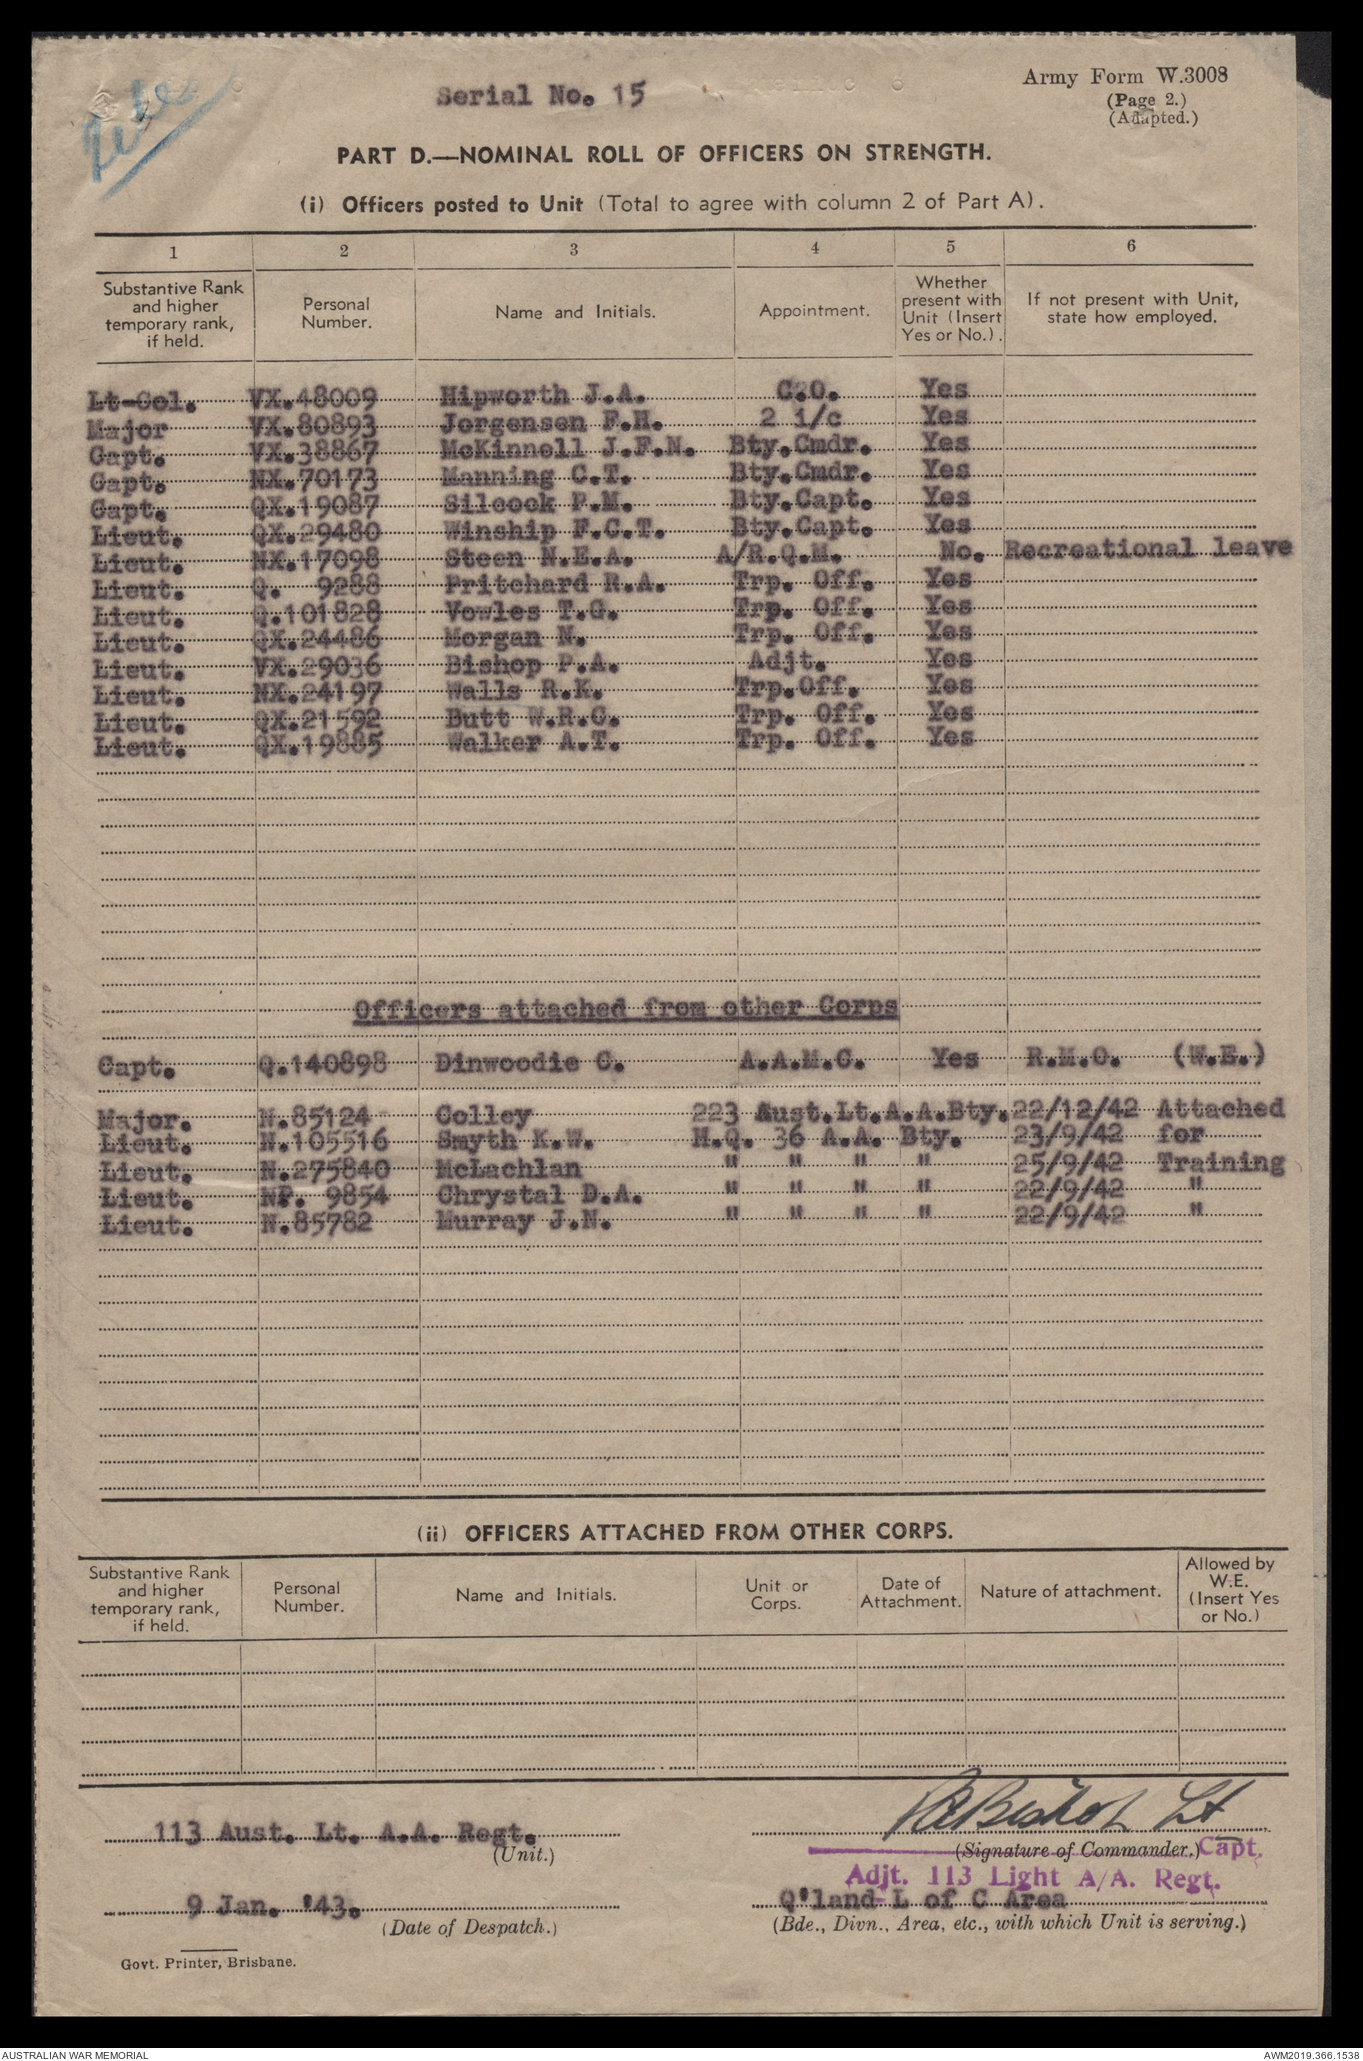 Serial No. 15
Army Form W.3008
(Page 2.)
(Adapted.)
PART D.—NOMINAL ROLL OF OFFICERS ON STRENGTH.
(i) Officers posted to Unit (Total to agree with column 2 of Part A).
1 2 3 4 5 6
Substantive Rank and higher temporary rank, if held. Personal Number. Name and Initials. Appointment. Whether present with Unit (Insert Yes or No.). If not present with Unit, state how employed.
Lt-Col. VX.48009 Hipworth J.A. C.O. Yes
Major VX.80893 Jorgensen F.H. 2 i/c Yes
Capt. VX.38867 McKinnell J.F.N. Bty.Cmdr. Yes
Capt. NX.70173 Manning C.T. Bty.Cmdr. Yes
Capt. QX.19087 Silcock P.M. Bty.Capt. Yes
Lieut. QX.29480 Winship F.C.T. Bty.Capt. Yes
Lieut. NX.17098 Steen N.E.A. A/R.Q.M. No. Recreational leave
Lieut. Q. 9288 Pritchard R.A. Trp. Off. Yes
Lieut. Q.101828 Vowles T.G. Trp. Off. Yes
Lieut. QX.24486 Morgan N. Trp. Off. Yes
Lieut. VX.29036 Bishop P.A. Adjt. Yes
Lieut. NX.24197 Walls R.K. Trp.Off. Yes
Lieut. QX.21592 Butt W.R.C. Trp. Off. Yes
Lieut. QX.19885 Walker A.T. Trp. Off. Yes
Officers attached from other Corps
Capt. Q.140898 Dinwoodie C. A.A.M.C. Yes R.M.O. (W.E.)
Major. N.85124 Colley 223 Aust.Lt.A.A.Bty. 22/12/42 Attached
Lieut. N.105516 Smyth K.W. H.Q. 36 A.A. Bty. 23/9/42 for
Lieut. N.275840 McLachlan " " " " 25/9/42 Training
Lieut. NP. 9854 Chrystal D.A. " " " " 22/9/42 "
Lieut. N.85782 Murray J.N. " " " " 22/9/42 "
(ii) OFFICERS ATTACHED FROM OTHER CORPS.
Substantive Rank and higher temporary rank, if held. Personal Number. Name and Initials. Unit or Corps. Date of Attachment. Nature of attachment. Allowed by W.E. (Insert Yes or No.)
PABishop Lt
113 Aust. Lt. A.A. Regt.
(Unit.)
(Signature of Commander.) Capt.
Adjt. 113 Light A/A. Regt.
9 Jan. '43. Q'land L of C Area
(Date of Despatch.) (Bde., Divn., Area, etc., with which Unit is serving.)
Govt. Printer, Brisbane.
AUSTRALIAN WAR MEMORIAL AWM2019.366.1538